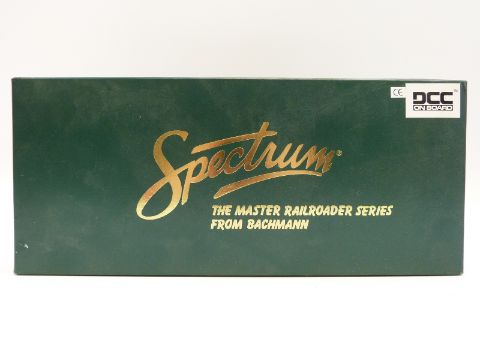 CE
DCC
ON BOARD
Spectrum®
THE MASTER RAILROADER SERIES
FROM BACHMANN